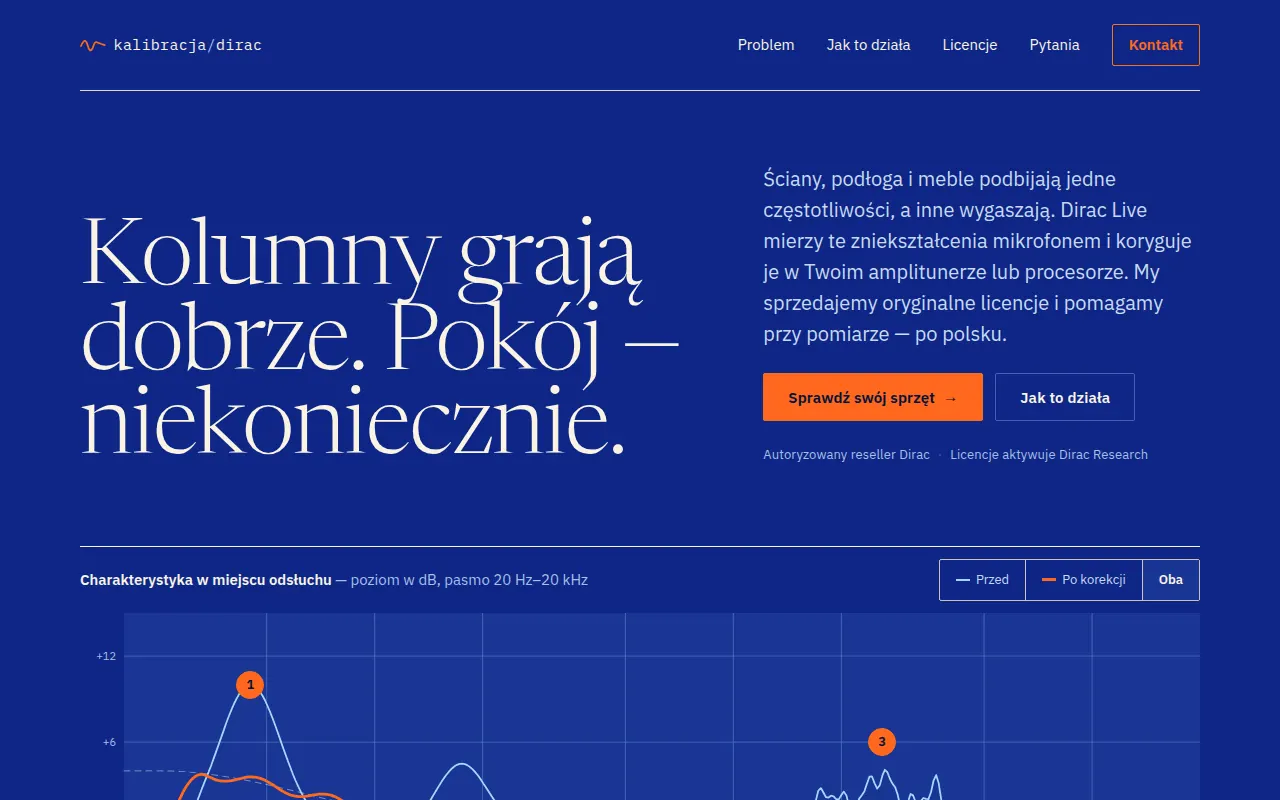 kalibracja/dirac
Problem
Jak to działa
Licencje
Pytania
Kontakt
Kolumny grają
dobrze. Pokój —
niekoniecznie.
Ściany, podłoga i meble podbijają jedne
częstotliwości, a inne wygaszają. Dirac Live
mierzy te zniekształcenia mikrofonem i koryguje
je w Twoim amplitunerze lub procesorze. My
sprzedajemy oryginalne licencje i pomagamy
przy pomiarze — po polsku.
Sprawdź swój sprzęt →
Jak to działa
Autoryzowany reseller Dirac · Licencje aktywuje Dirac Research
Charakterystyka w miejscu odsłuchu — poziom w dB, pasmo 20 Hz–20 kHz
Przed
Po korekcji
Oba
+12
1
+6
3